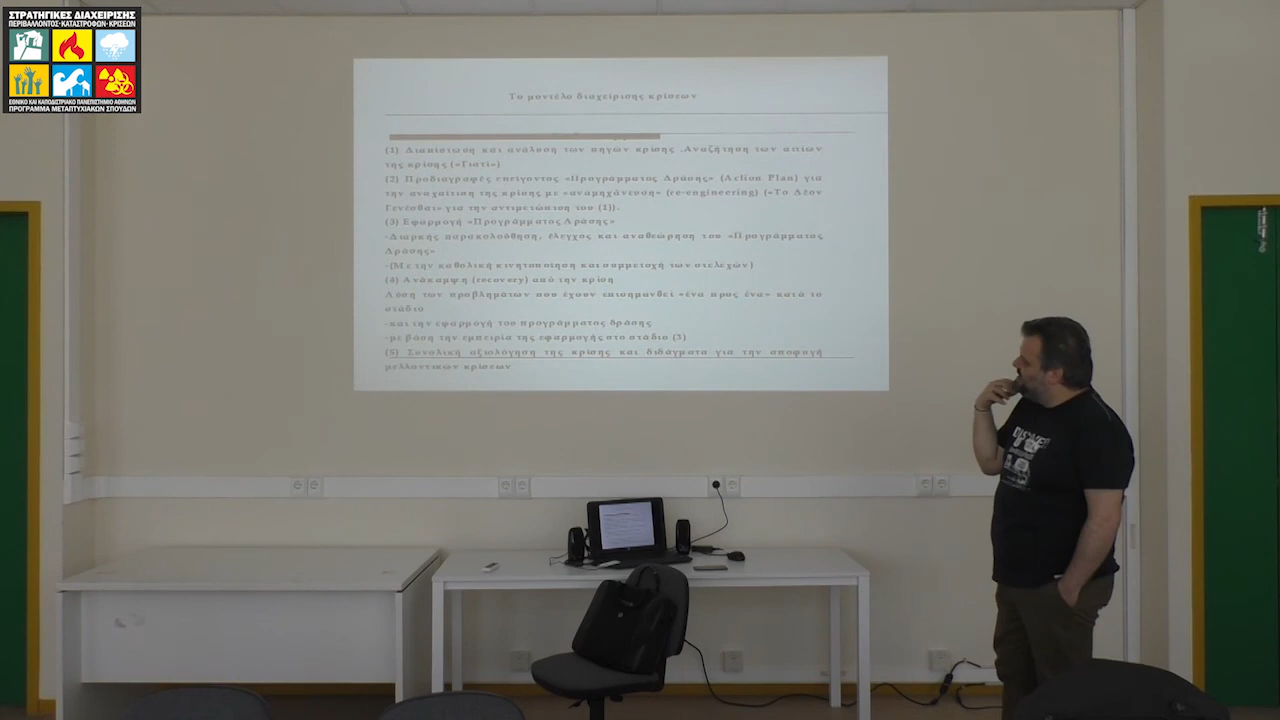 ΣΤΡΑΤΗΓΙΚΕΣ ΔΙΑΧΕΙΡΙΣΗΣ
ΠΕΡΙΒΑΛΛΟΝΤΟΣ·ΚΑΤΑΣΤΡΟΦΩΝ·ΚΡΙΣΕΩΝ
ΕΘΝΙΚΟ ΚΑΙ ΚΑΠΟΔΙΣΤΡΙΑΚΟ ΠΑΝΕΠΙΣΤΗΜΙΟ ΑΘΗΝΩΝ
ΠΡΟΓΡΑΜΜΑ ΜΕΤΑΠΤΥΧΙΑΚΩΝ ΣΠΟΥΔΩΝ
Το μοντέλο διαχείρισης κρίσεων
(1) Διαπίστωση και ανάλυση των πηγών κρίσης .Αναζήτηση των αιτίων
της κρίσης («Γιατί»)
(2) Προδιαγραφές επείγοντος «Προγράμματος Δράσης» (Action Plan) για
την αναχαίτιση της κρίσης με «αναμηχάνευση» (re-engineering) («Το Δέον
Γενέσθαι» για την αντιμετώπιση του (1)).
(3) Εφαρμογή «Προγράμματος Δράσης»
-Διαρκής παρακολούθηση, έλεγχος και αναθεώρηση του «Προγράμματος
Δράσης»
-(Με την καθολική κινητοποίηση και συμμετοχή των στελεχών)
(4) Ανάκαμψη (recovery) από την κρίση
Λύση των προβλημάτων που έχουν επισημανθεί «ένα προς ένα» κατά το
στάδιο
-και την εφαρμογή του προγράμματος δράσης
-με βάση την εμπειρία της εφαρμογής στο στάδιο (3)
(5) Συνολική αξιολόγηση της κρίσης και διδάγματα για την αποφυγή
μελλοντικών κρίσεων